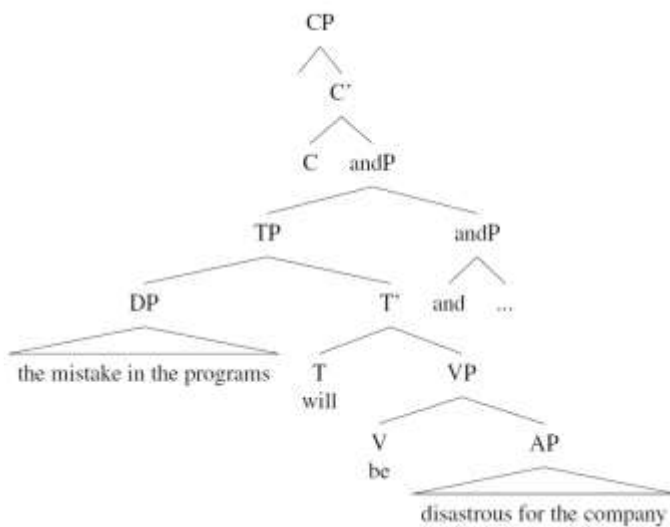 CP
C'
C andP
TP andP
DP T' and ...
the mistake in the programs T VP
will
V AP
be
disastrous for the company